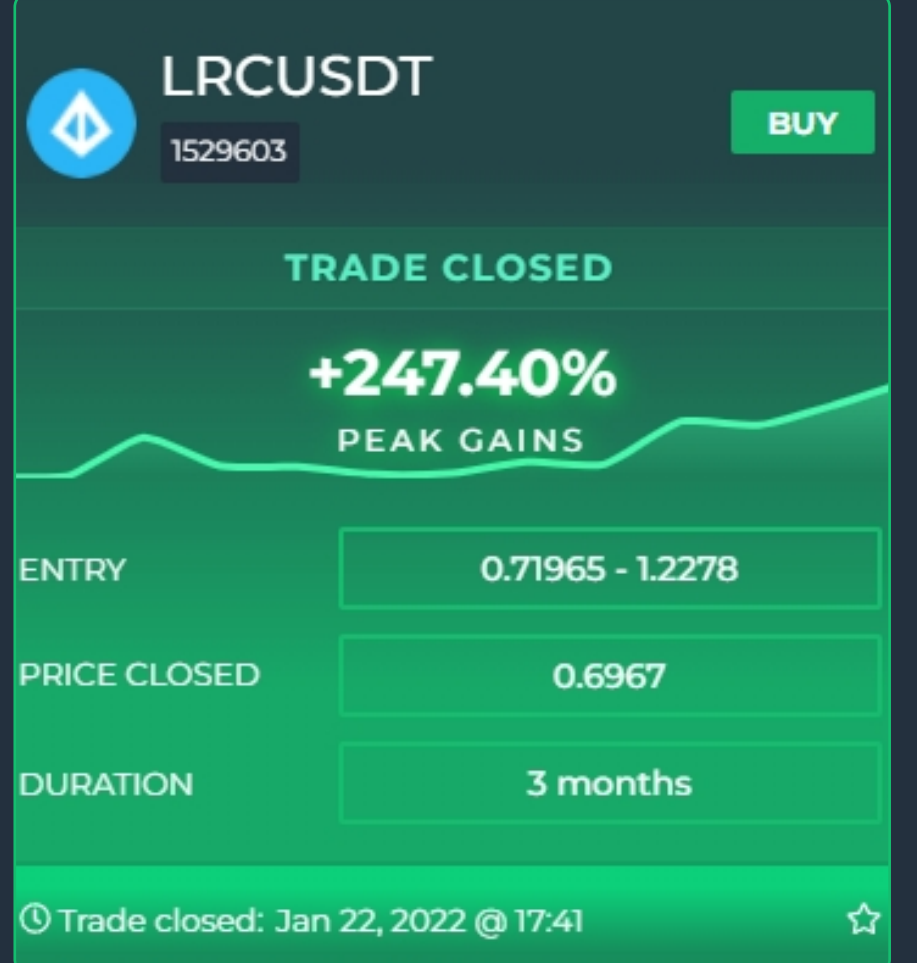 LRCUSDT
1529603
BUY
TRADE CLOSED
+247.40%
PEAK GAINS
ENTRY 0.71965 - 1.2278
PRICE CLOSED 0.6967
DURATION 3 months
Trade closed: Jan 22, 2022 @ 17:41